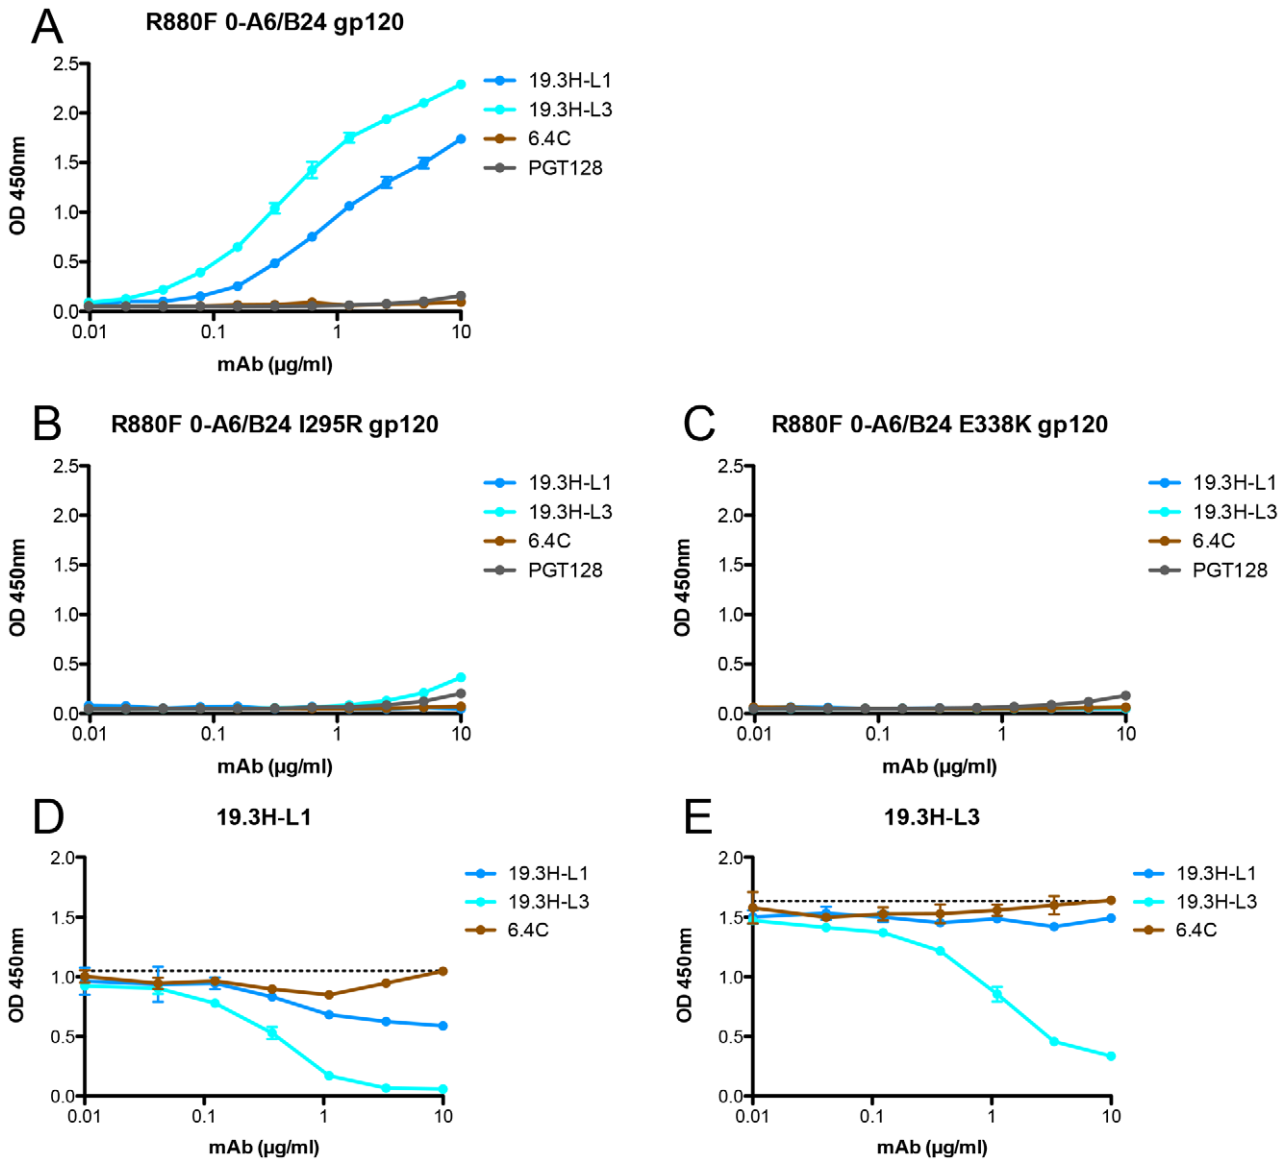 A
R880F 0-A6/B24 gp120
2.5
2.0
1.5
1.0
0.5
0.0
OD 450nm
0.01
0.1
1
10
mAb (µg/ml)
19.3H-L1
19.3H-L3
6.4C
PGT128
B
R880F 0-A6/B24 I295R gp120
2.5
2.0
1.5
1.0
0.5
0.0
OD 450nm
0.01
0.1
1
10
mAb (µg/ml)
19.3H-L1
19.3H-L3
6.4C
PGT128
C
R880F 0-A6/B24 E338K gp120
2.5
2.0
1.5
1.0
0.5
0.0
OD 450nm
0.01
0.1
1
10
mAb (µg/ml)
19.3H-L1
19.3H-L3
6.4C
PGT128
D
19.3H-L1
2.0
1.5
1.0
0.5
0.0
OD 450nm
0.01
0.1
1
10
mAb (µg/ml)
19.3H-L1
19.3H-L3
6.4C
E
19.3H-L3
2.0
1.5
1.0
0.5
0.0
OD 450nm
0.01
0.1
1
10
mAb (µg/ml)
19.3H-L1
19.3H-L3
6.4C